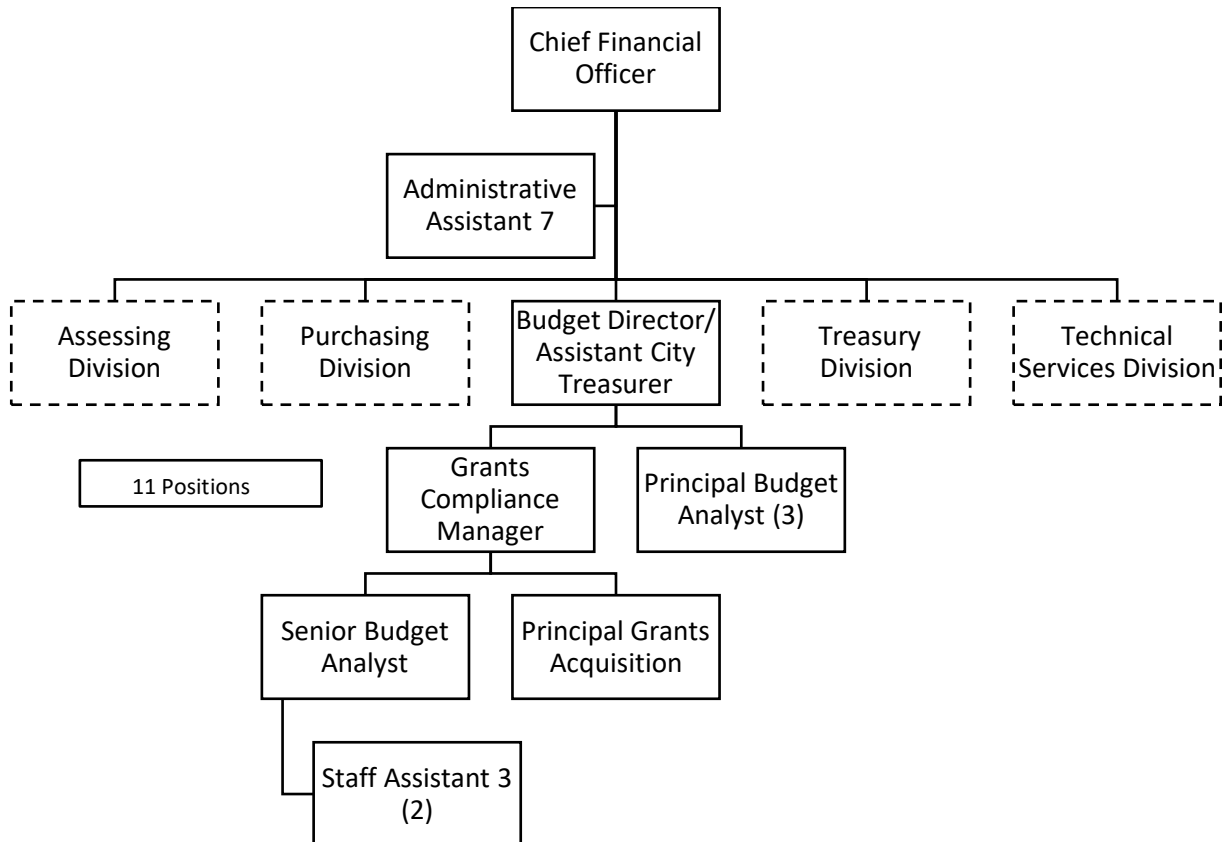 Chief Financial
Officer
Administrative
Assistant 7
Assessing
Division
Purchasing
Division
Budget Director/
Assistant City
Treasurer
Treasury
Division
Technical
Services Division
11 Positions
Grants
Compliance
Manager
Principal Budget
Analyst (3)
Senior Budget
Analyst
Principal Grants
Acquisition
Staff Assistant 3
(2)